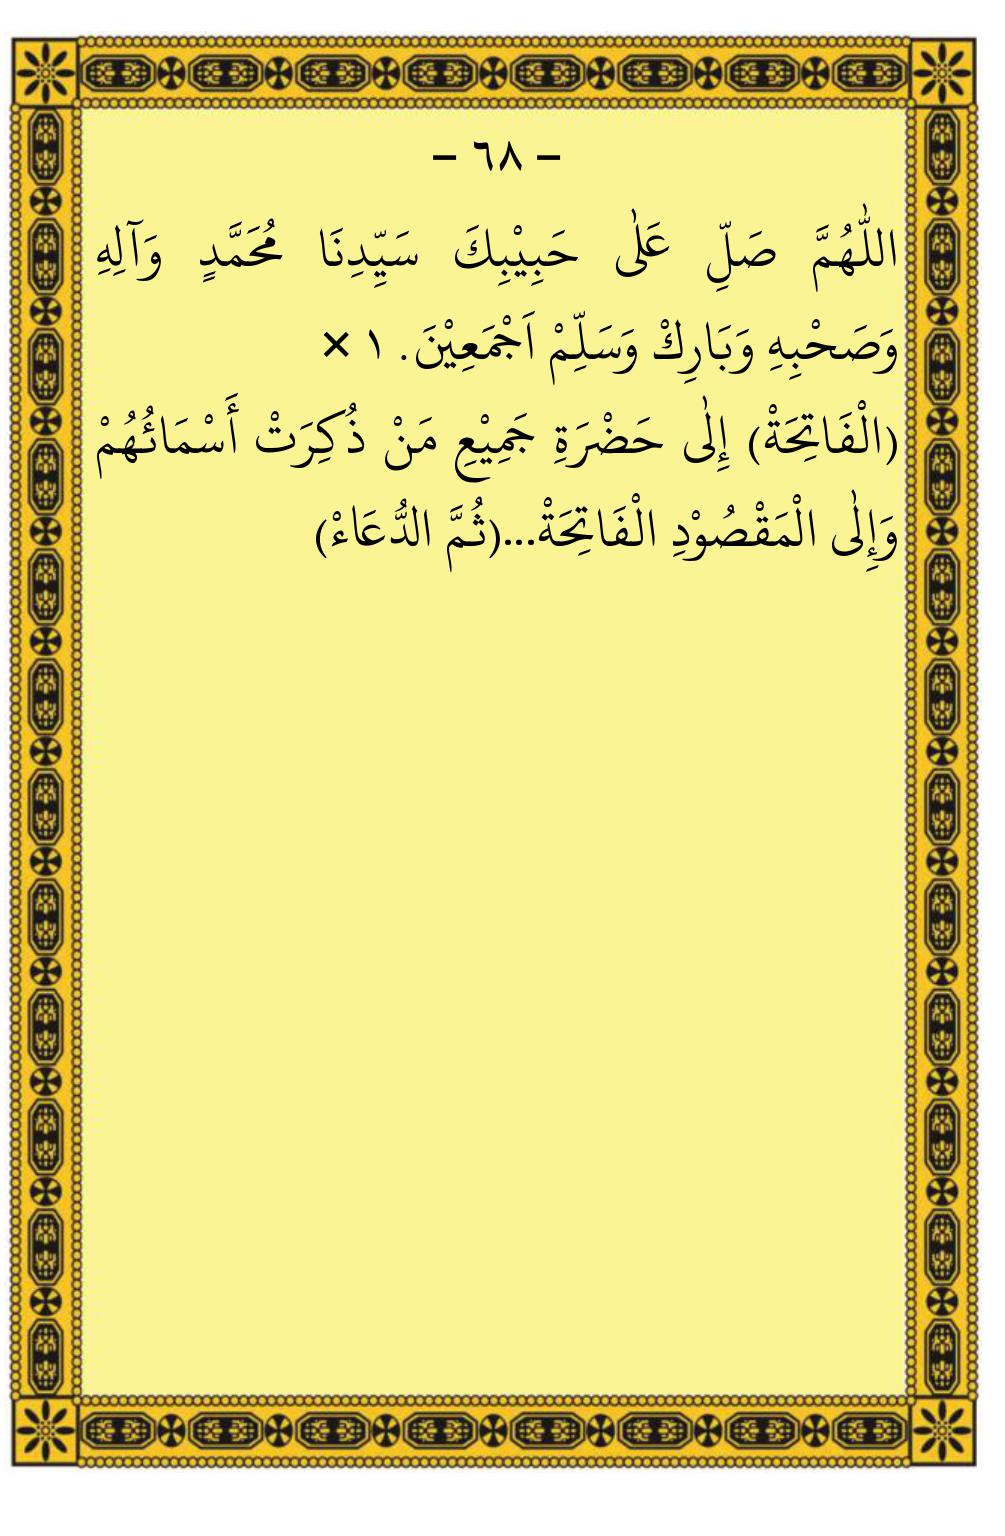 – ٦٨ –
اللّٰهُمَّ صَلِّ عَلٰى حَبِيْبِكَ سَيِّدِنَا مُحَمَّدٍ وَآلِهِ
وَصَحْبِهِ وَبَارِكْ وَسَلِّمْ اَجْمَعِيْنَ. ١ ×
(الْفَاتِحَةْ) إِلٰى حَضْرَةِ جَمِيْعِ مَنْ ذُكِرَتْ أَسْمَائُهُمْ
وَإِلٰى الْمَقْصُوْدِ الْفَاتِحَةْ...(ثُمَّ الدُّعَاءْ)